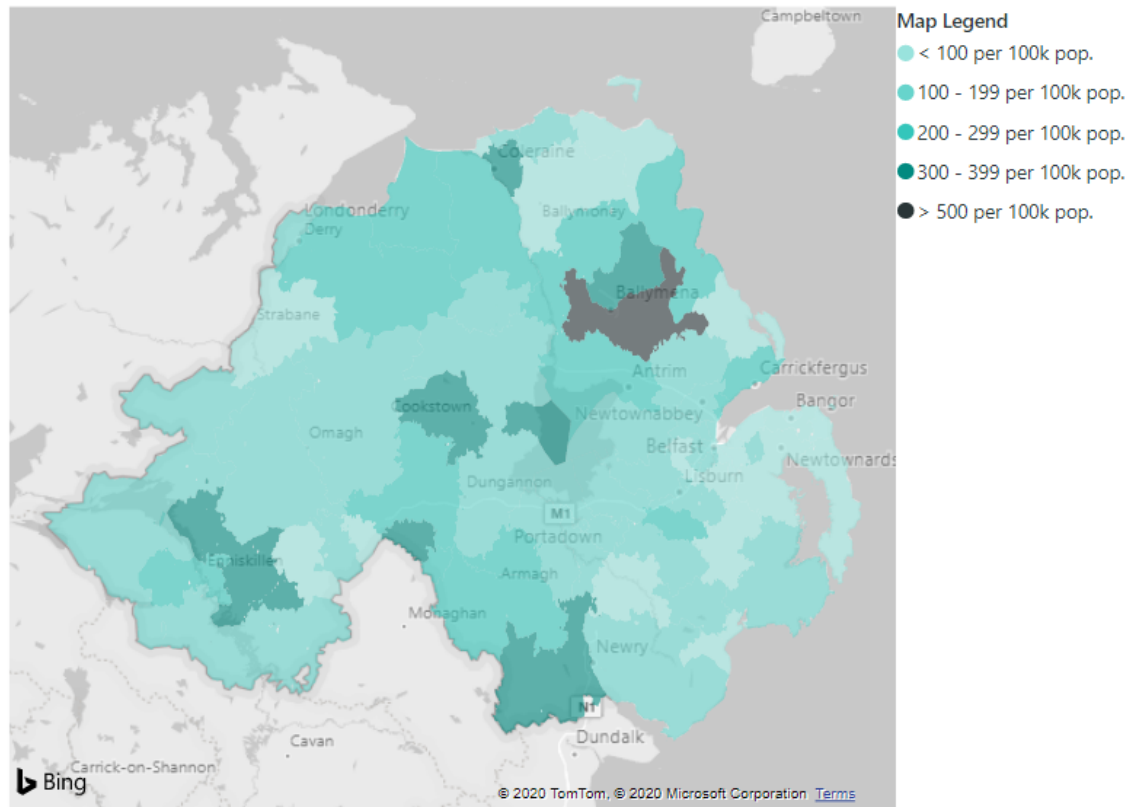 Campbeltown
Map Legend
< 100 per 100k pop.
100 - 199 per 100k pop.
200 - 299 per 100k pop.
300 - 399 per 100k pop.
> 500 per 100k pop.
Coleraine
Londonderry
Derry
Ballymoney
Ballymena
Strabane
Antrim
Carrickfergus
Cookstown
Newtownabbey
Bangor
Omagh
Belfast
Newtownards
Lisburn
Dungannon
M1
Portadown
Enniskillen
Armagh
Monaghan
Newry
N1
Dundalk
Cavan
Carrick-on-Shannon
Bing
© 2020 TomTom, © 2020 Microsoft Corporation Terms